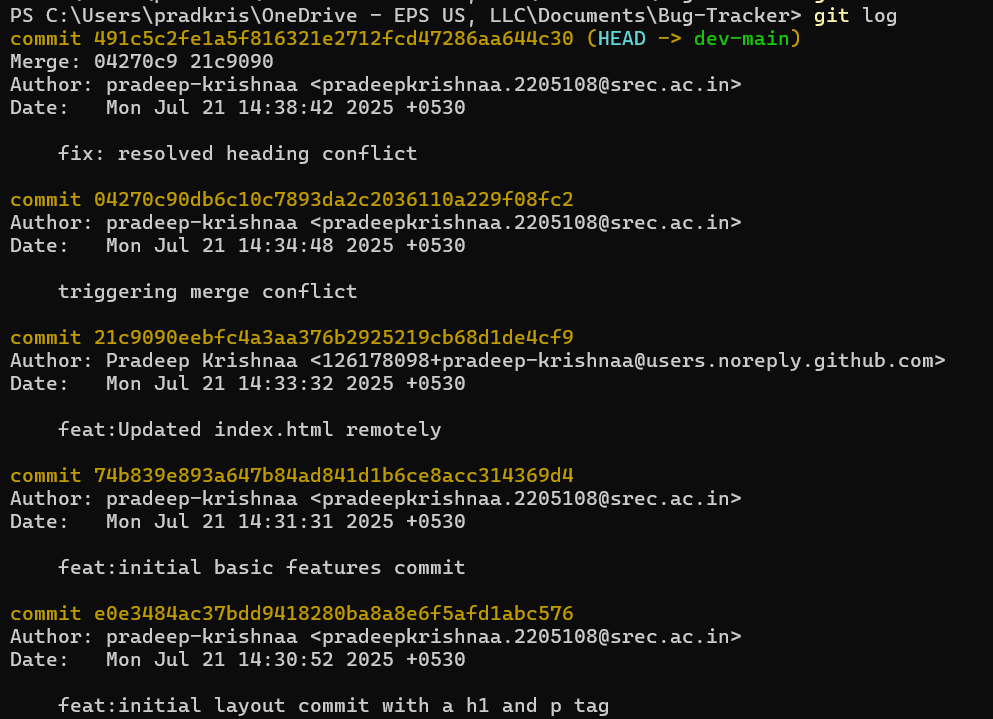 PS C:\Users\pradkris\OneDrive - EPS US, LLC\Documents\Bug-Tracker> git log
commit 491c5c2fe1a5f816321e2712fcd47286aa644c30 (HEAD -> dev-main)
Merge: 04270c9 21c9090
Author: pradeep-krishnaa <pradeepkrishnaa.2205108@srec.ac.in>
Date:   Mon Jul 21 14:38:42 2025 +0530
    fix: resolved heading conflict
commit 04270c90db6c10c7893da2c2036110a229f08fc2
Author: pradeep-krishnaa <pradeepkrishnaa.2205108@srec.ac.in>
Date:   Mon Jul 21 14:34:48 2025 +0530
    triggering merge conflict
commit 21c9090eebfc4a3aa376b2925219cb68d1de4cf9
Author: Pradeep Krishnaa <126178098+pradeep-krishnaa@users.noreply.github.com>
Date:   Mon Jul 21 14:33:32 2025 +0530
    feat:Updated index.html remotely
commit 74b839e893a647b84ad841d1b6ce8acc314369d4
Author: pradeep-krishnaa <pradeepkrishnaa.2205108@srec.ac.in>
Date:   Mon Jul 21 14:31:31 2025 +0530
    feat:initial basic features commit
commit e0e3484ac37bdd9418280ba8a8e6f5afd1abc576
Author: pradeep-krishnaa <pradeepkrishnaa.2205108@srec.ac.in>
Date:   Mon Jul 21 14:30:52 2025 +0530
    feat:initial layout commit with a h1 and p tag